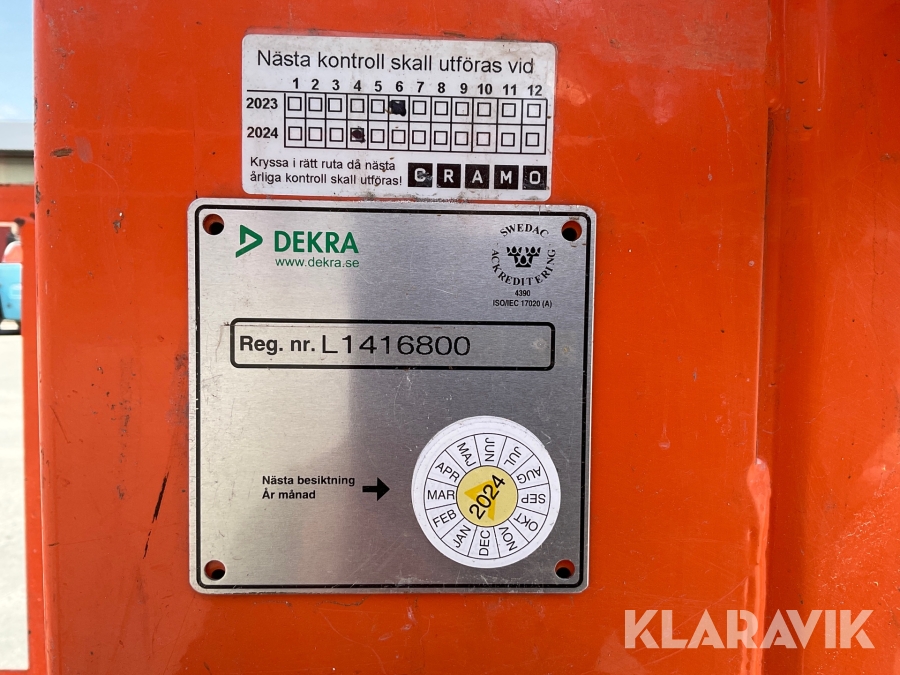 Nästa kontroll skall utföras vid
1 2 3 4 5 6 7 8 9 10 11 12
2023
2024
Kryssa i rätt ruta då nästa
årliga kontroll skall utföras!
CRAMO
DEKRA
www.dekra.se
SWEDAC
ACKREDITERING
4390
ISO/IEC 17020 (A)
Reg. nr. L1416800
Nästa besiktning
År månad
JAN FEB MAR APR MAJ JUN JUL AUG SEP OKT NOV DEC
2024
KLARAVIK